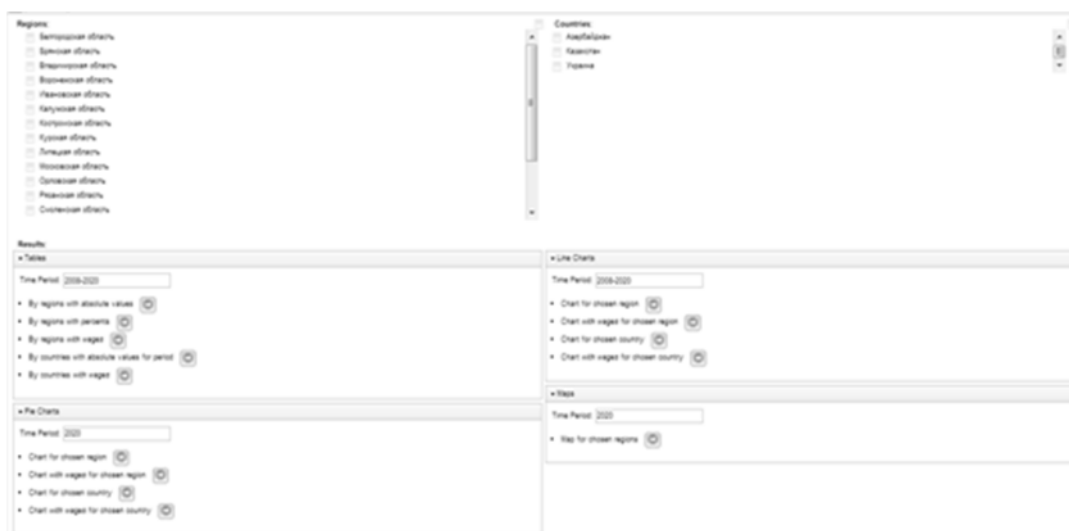 Regions:
Белгородская область
Брянская область
Владимирская область
Воронежская область
Ивановская область
Калужская область
Костромская область
Курская область
Липецкая область
Московская область
Орловская область
Рязанская область
Смоленская область
Countries:
Азербайджан
Казахстан
Украина
Results:
Tables
Time Period: 2006-2020
By regions with absolute values
By regions with percents
By regions with wages
By countries with absolute values for period
By countries with wages
Pie Charts
Time Period: 2020
Chart for chosen region
Chart with wages for chosen region
Chart for chosen country
Chart with wages for chosen country
Line Charts
Time Period: 2006-2020
Chart for chosen region
Chart with wages for chosen region
Chart for chosen country
Chart with wages for chosen country
Maps
Time Period: 2020
Map for chosen regions